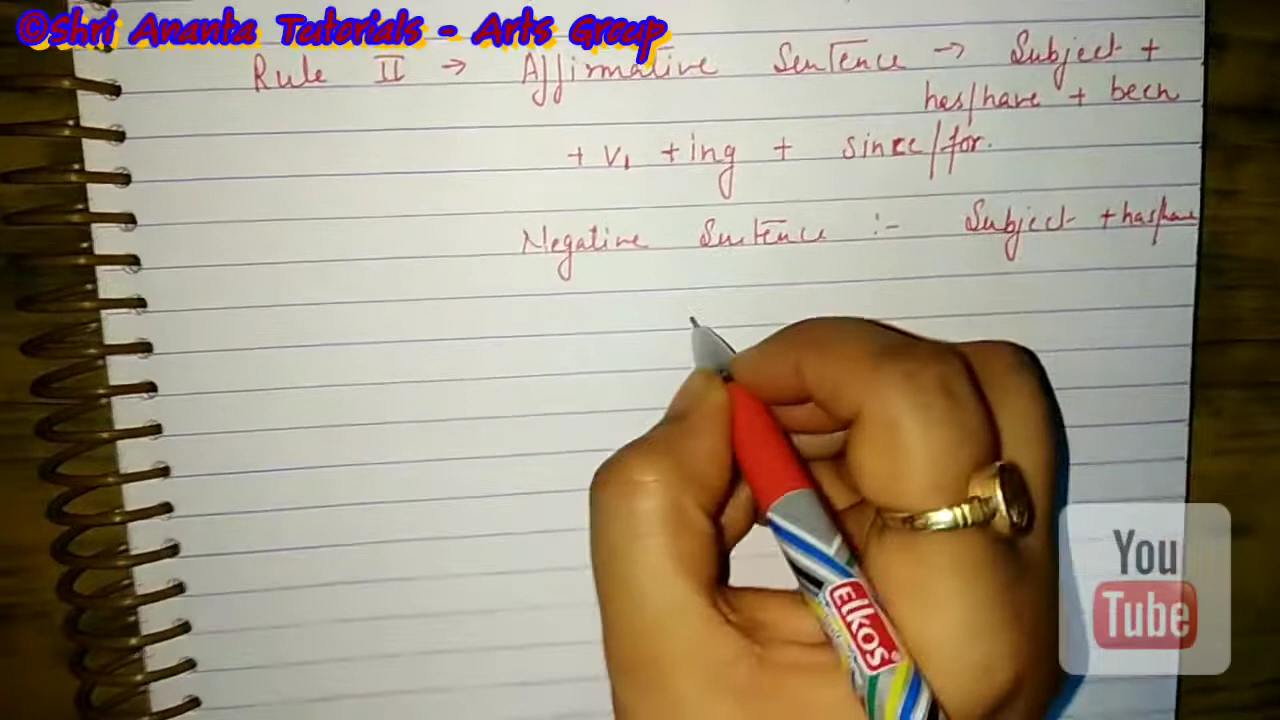 ©Shri Ananta Tutorials - Arts Group
Rule II → Affirmative Sentence → Subject +
has/have + been
+ V1 + ing + since/for.
Negative Sentence :- Subject + has/have
Elkos
You
Tube